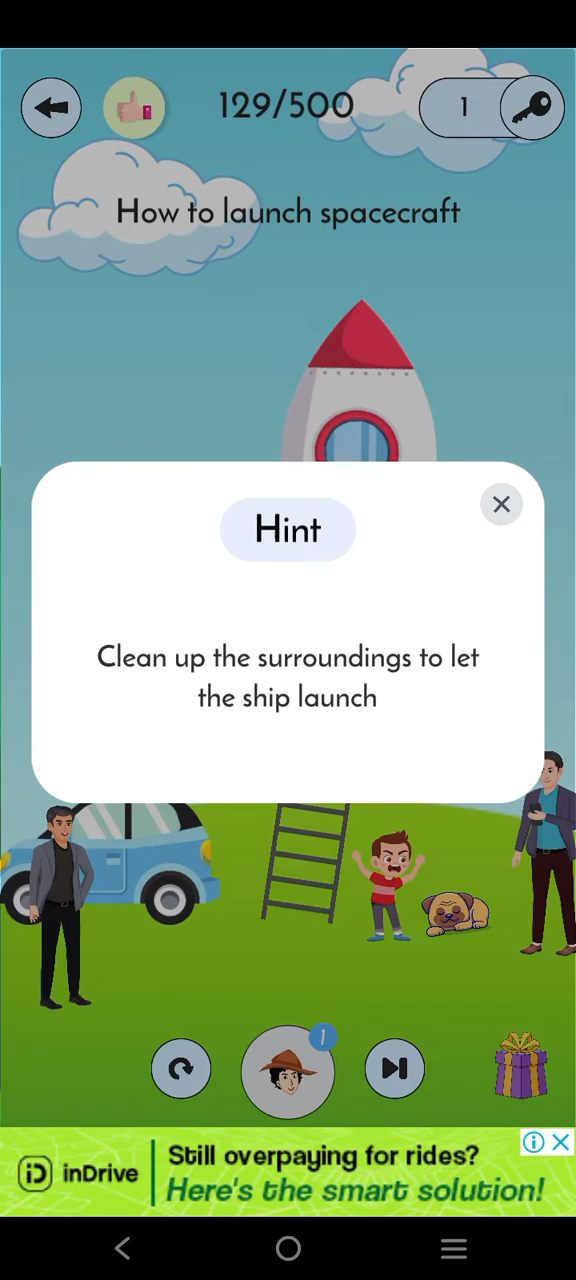 129/500
1
How to launch spacecraft
Hint
Clean up the surroundings to let
the ship launch
1
inDrive
Still overpaying for rides?
Here's the smart solution!